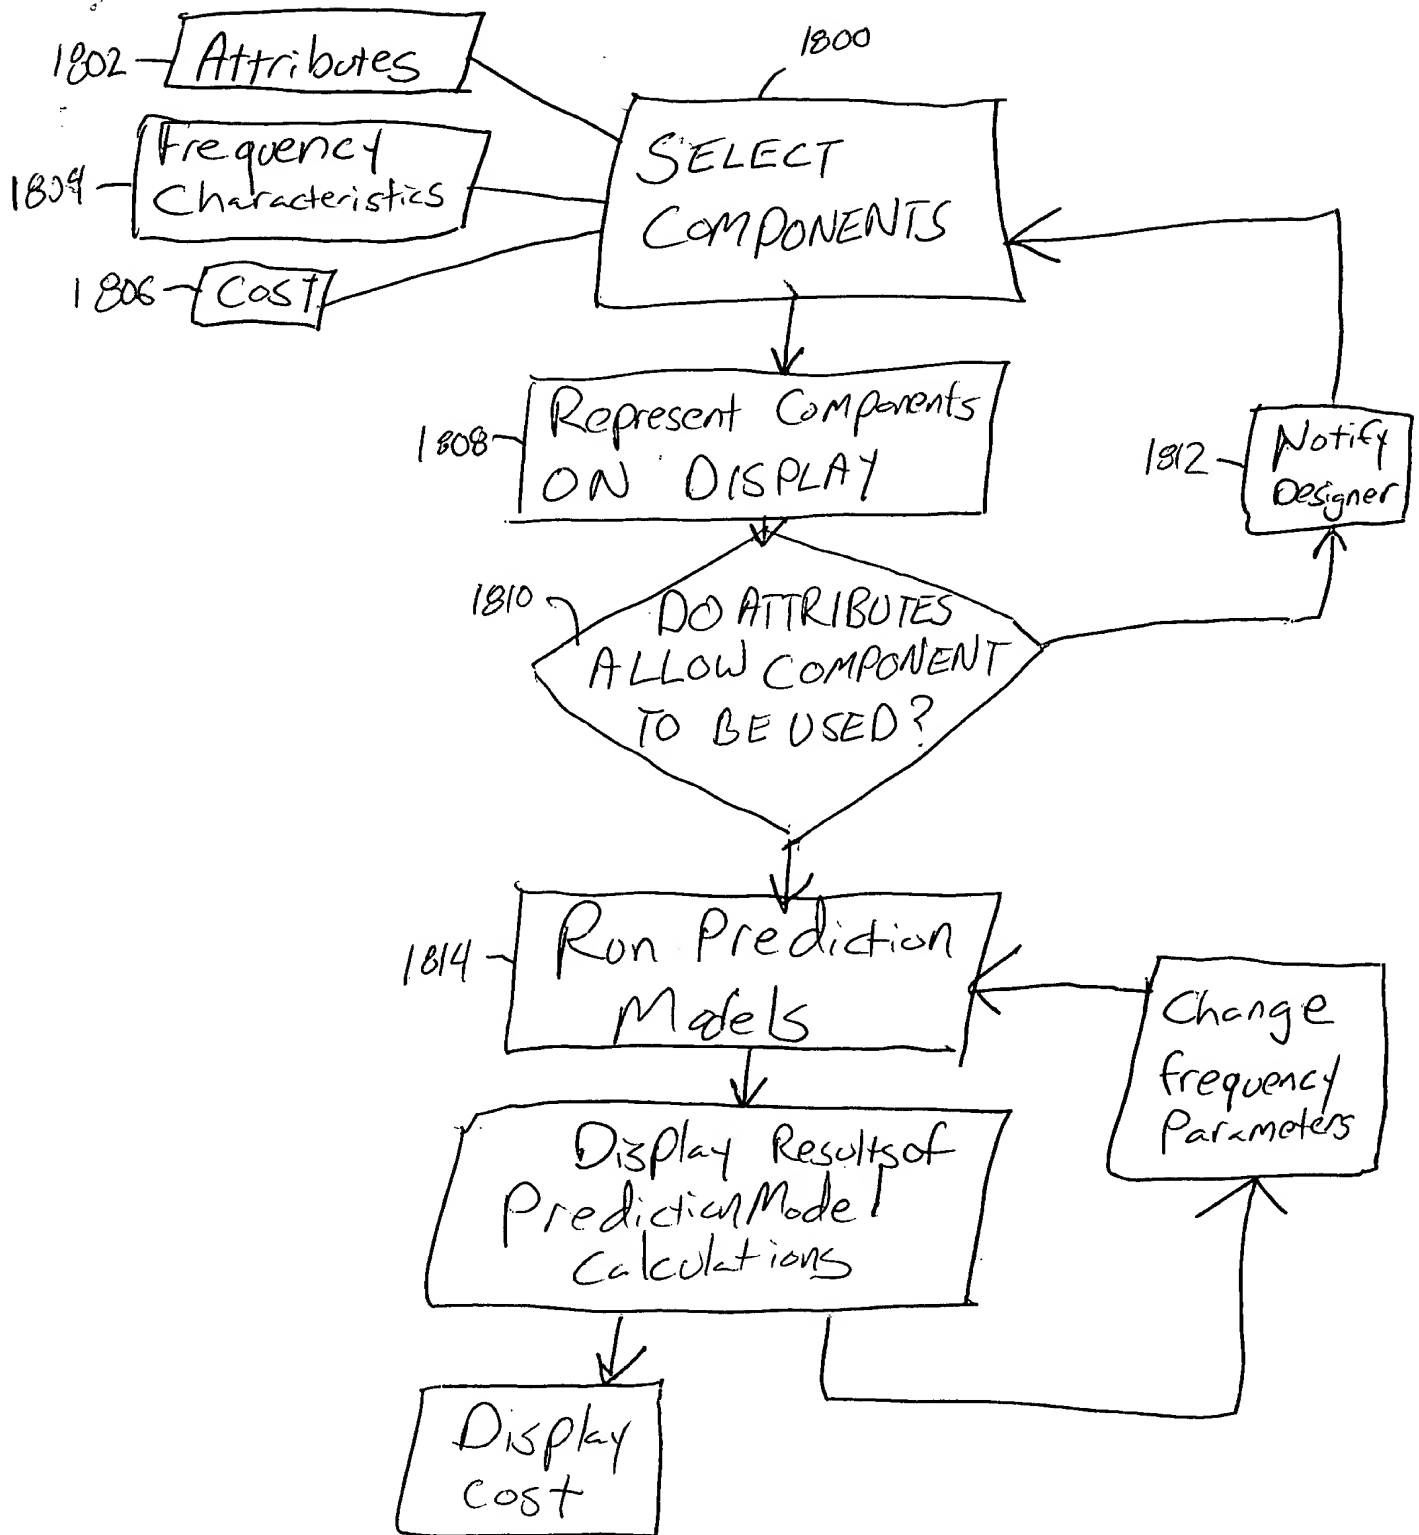 1802
Attributes
1800
Frequency
Characteristics
1804
1806
COST
SELECT
COMPONENTS
Represent Components
ON DISPLAY
1808
1812
Notify
Designer
1810
DO ATTRIBUTES
ALLOW COMPONENT
TO BE USED?
1814
Run Prediction
Models
Change
frequency
Parameters
Display Results of
Prediction Model
Calculations
Display
Cost